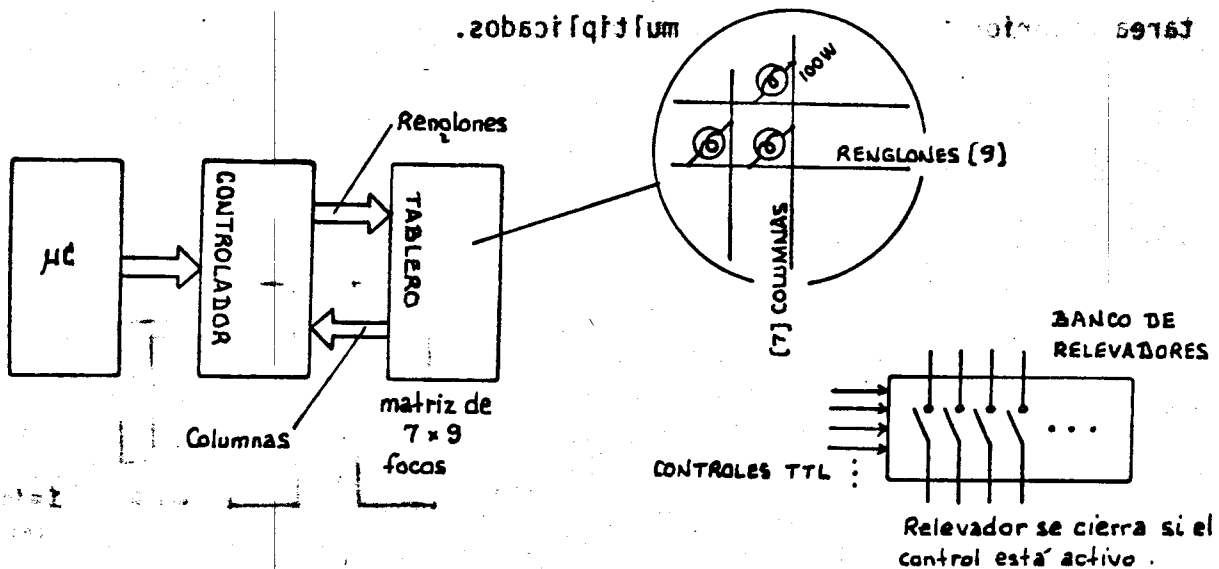 tarea
multiplicados.
Renglones
100W
RENGLONES [9]
[7] COLUMNAS
µC
CONTROLADOR
TABLERO
Columnas
matriz de
7 x 9
focos
BANCO DE
RELEVADORES
CONTROLES TTL
Relevador se cierra si el
control está activo.